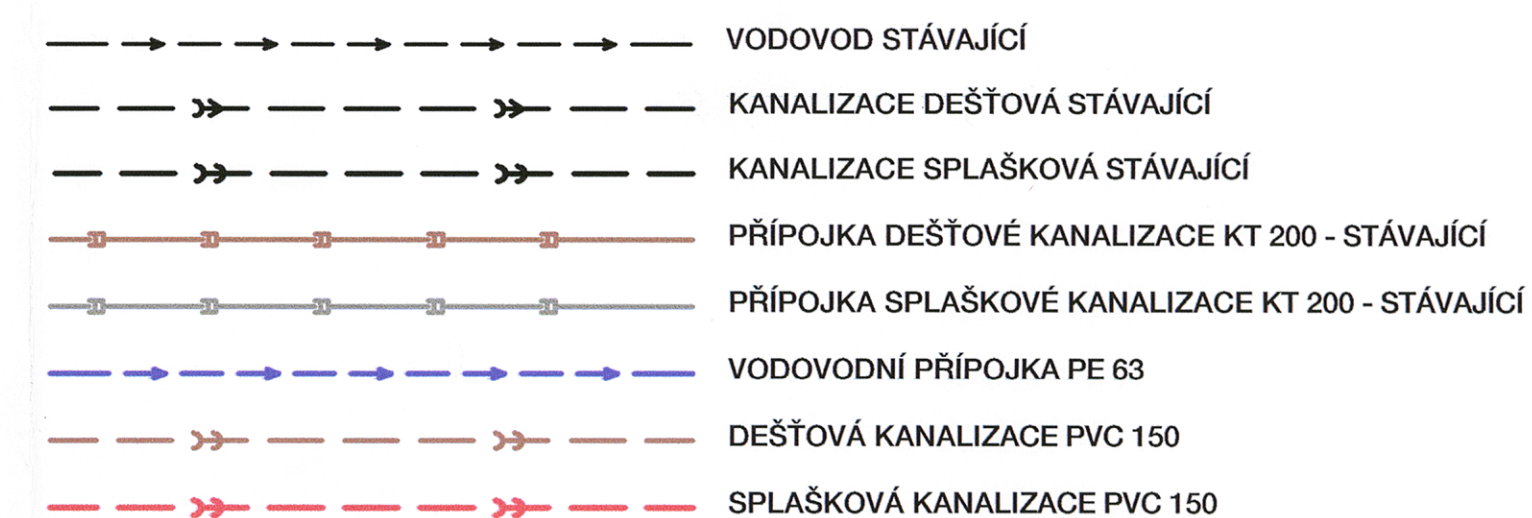 VODOVOD STÁVAJÍCÍ
KANALIZACE DEŠŤOVÁ STÁVAJÍCÍ
KANALIZACE SPLAŠKOVÁ STÁVAJÍCÍ
PŘÍPOJKA DEŠŤOVÉ KANALIZACE KT 200 - STÁVAJÍCÍ
PŘÍPOJKA SPLAŠKOVÉ KANALIZACE KT 200 - STÁVAJÍCÍ
VODOVODNÍ PŘÍPOJKA PE 63
DEŠŤOVÁ KANALIZACE PVC 150
SPLAŠKOVÁ KANALIZACE PVC 150